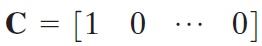 C = [1 0 ⋯ 0]